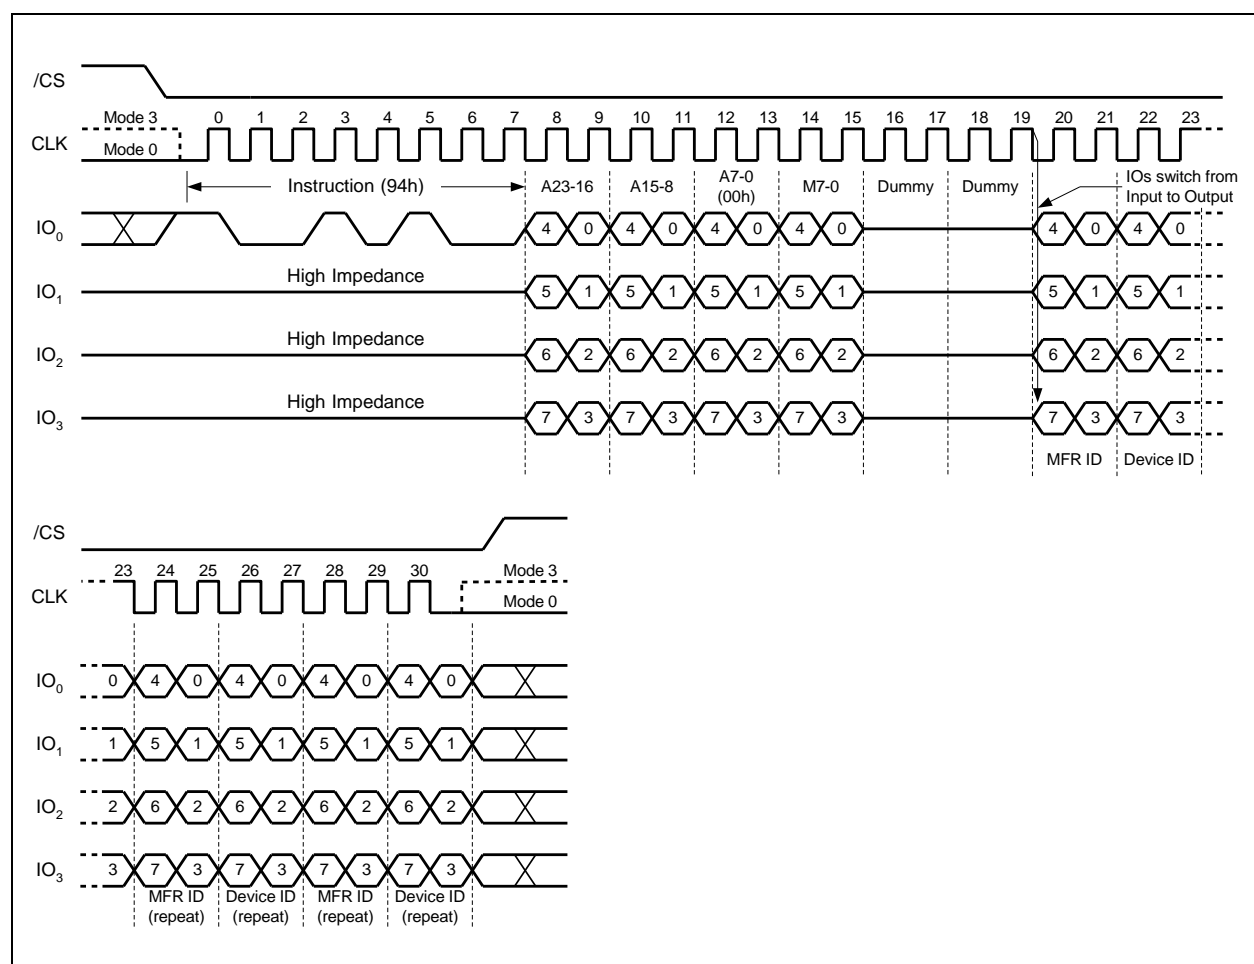 /CS
Mode 3 0 1 2 3 4 5 6 7 8 9 10 11 12 13 14 15 16 17 18 19 20 21 22 23
CLK
Mode 0
Instruction (94h) A23-16 A15-8 A7-0 (00h) M7-0 Dummy Dummy IOs switch from Input to Output
IO0 4 0 4 0 4 0 4 0 4 0 4 0
High Impedance
IO1 5 1 5 1 5 1 5 1 5 1 5 1
High Impedance
IO2 6 2 6 2 6 2 6 2 6 2 6 2
High Impedance
IO3 7 3 7 3 7 3 7 3 7 3 7 3
MFR ID Device ID
/CS
23 24 25 26 27 28 29 30 Mode 3
CLK
Mode 0
IO0 0 4 0 4 0 4 0 4 0
IO1 1 5 1 5 1 5 1 5 1
IO2 2 6 2 6 2 6 2 6 2
IO3 3 7 3 7 3 7 3 7 3
MFR ID Device ID MFR ID Device ID
(repeat) (repeat) (repeat) (repeat)